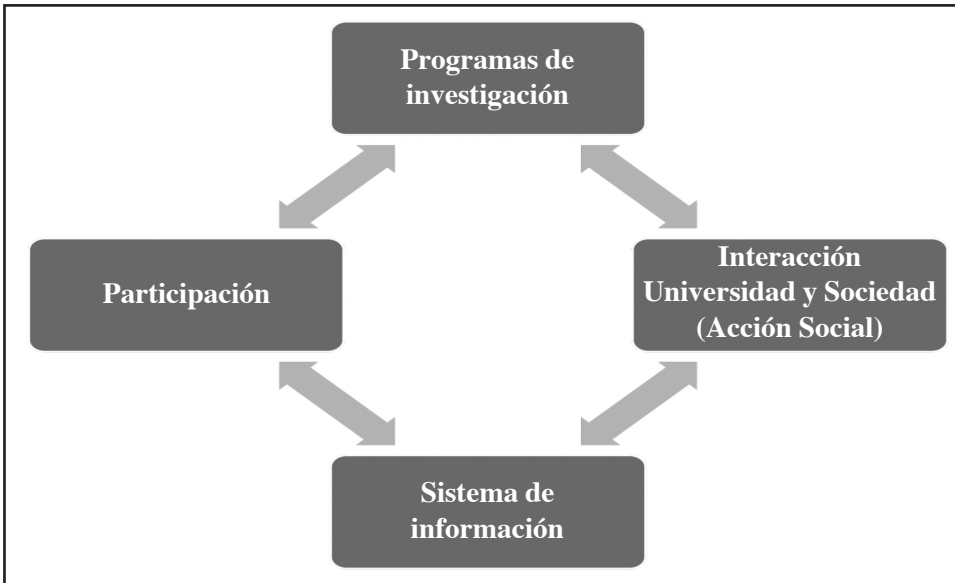 Programas de
investigación
Participación
Interacción
Universidad y Sociedad
(Acción Social)
Sistema de
información